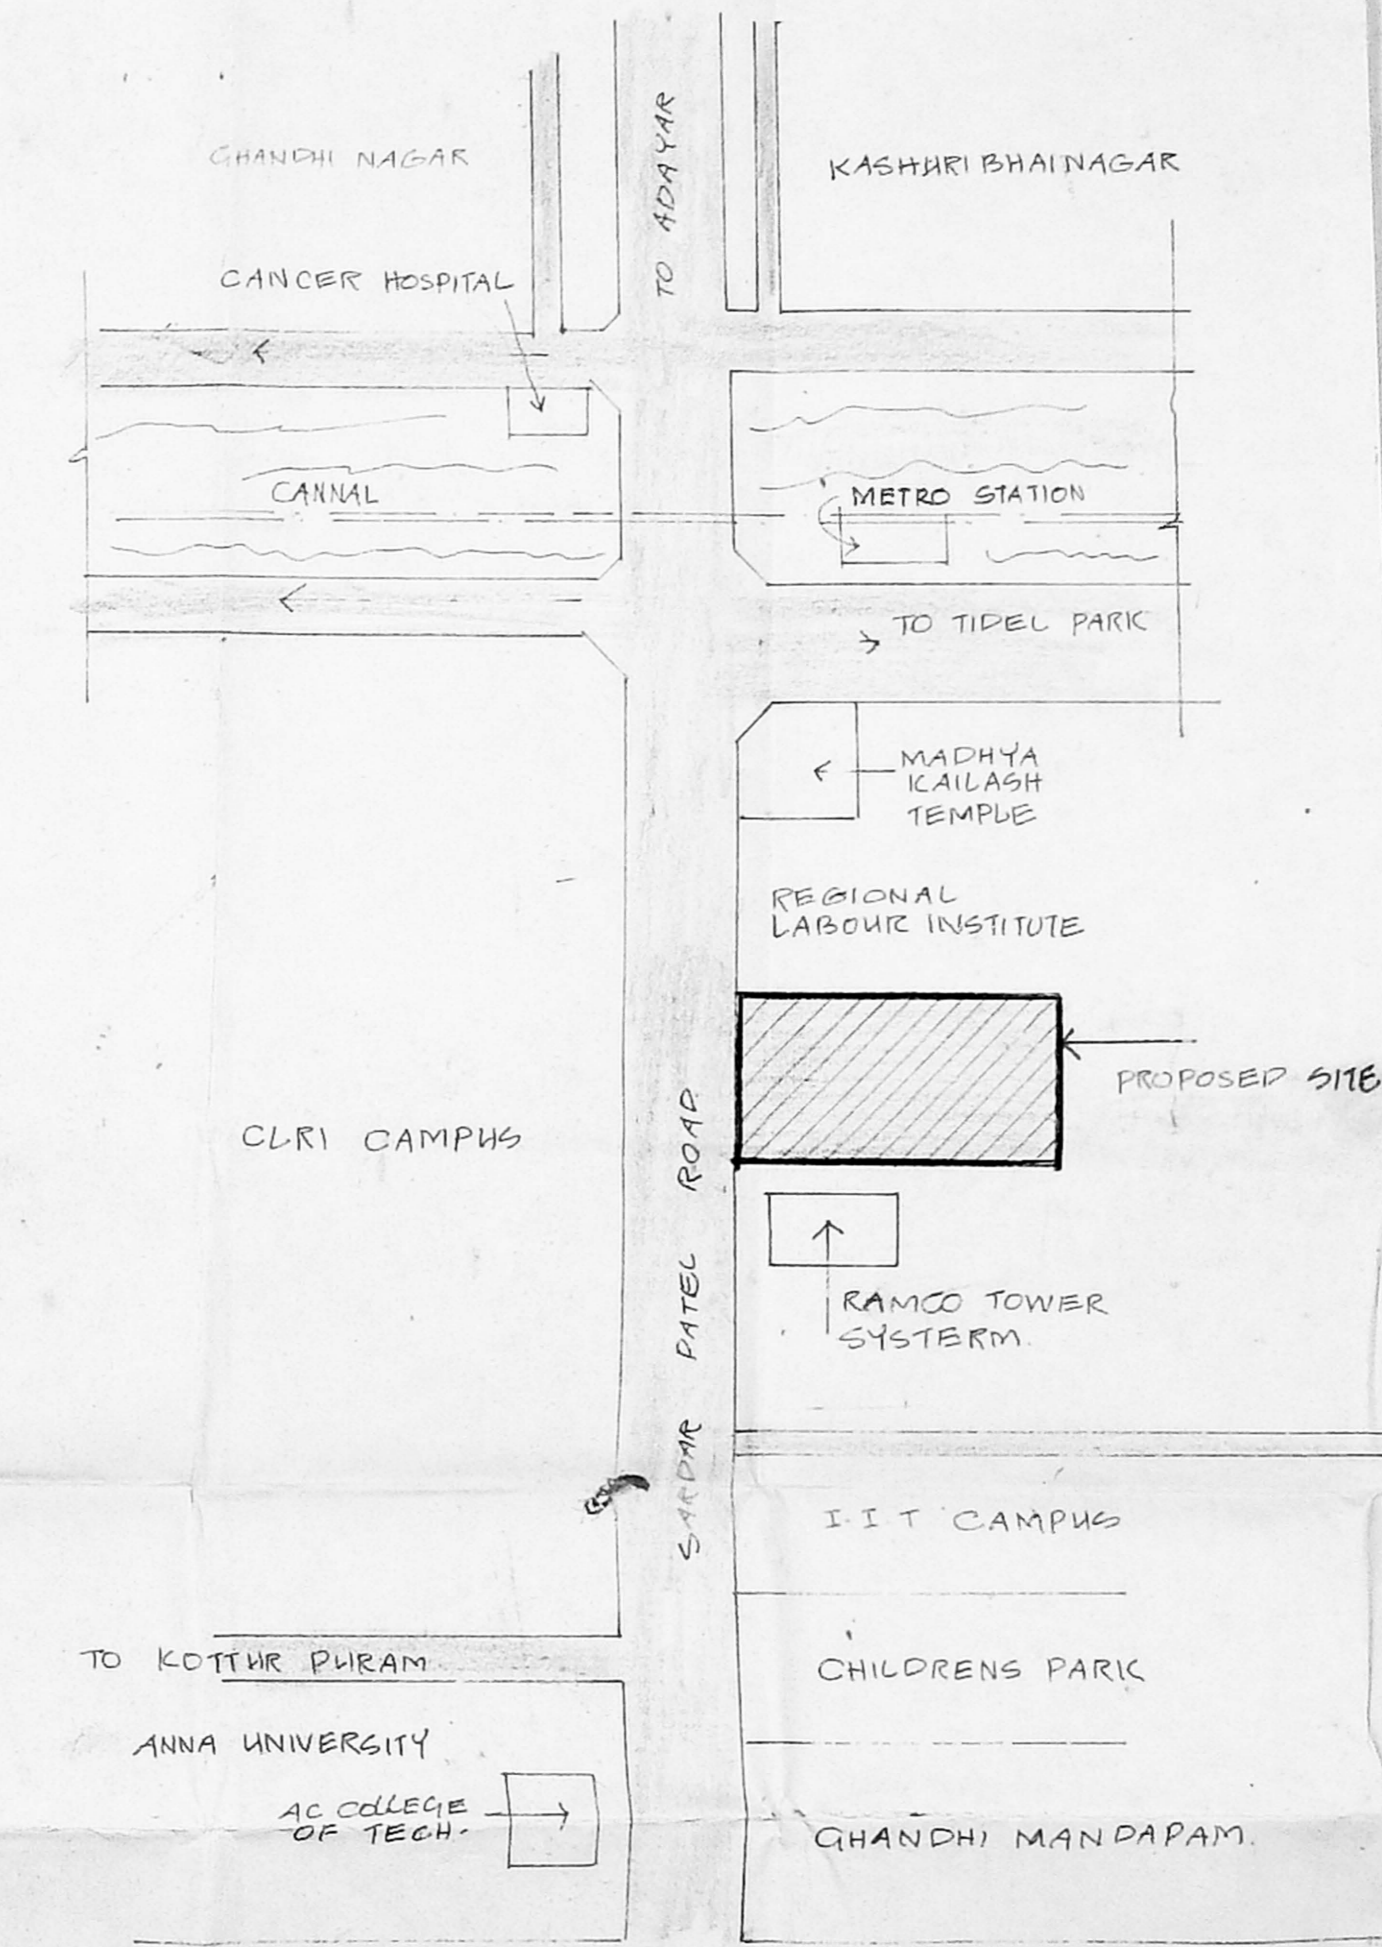 GHANDHI NAGAR
TO ADAYAR
KASHURI BHAI NAGAR
CANCER HOSPITAL
CANNAL
METRO STATION
TO TIDEL PARK
MADHYA
KAILASH
TEMPLE
REGIONAL
LABOUR INSTITUTE
PROPOSED SITE
CLRI CAMPUS
SARDAR PATEL ROAD
RAMCO TOWER
SYSTERM.
I.I.T CAMPUS
TO KOTTUR PURAM
CHILDRENS PARK
ANNA UNIVERSITY
AC COLLEGE
OF TECH.
GHANDHI MANDAPAM.